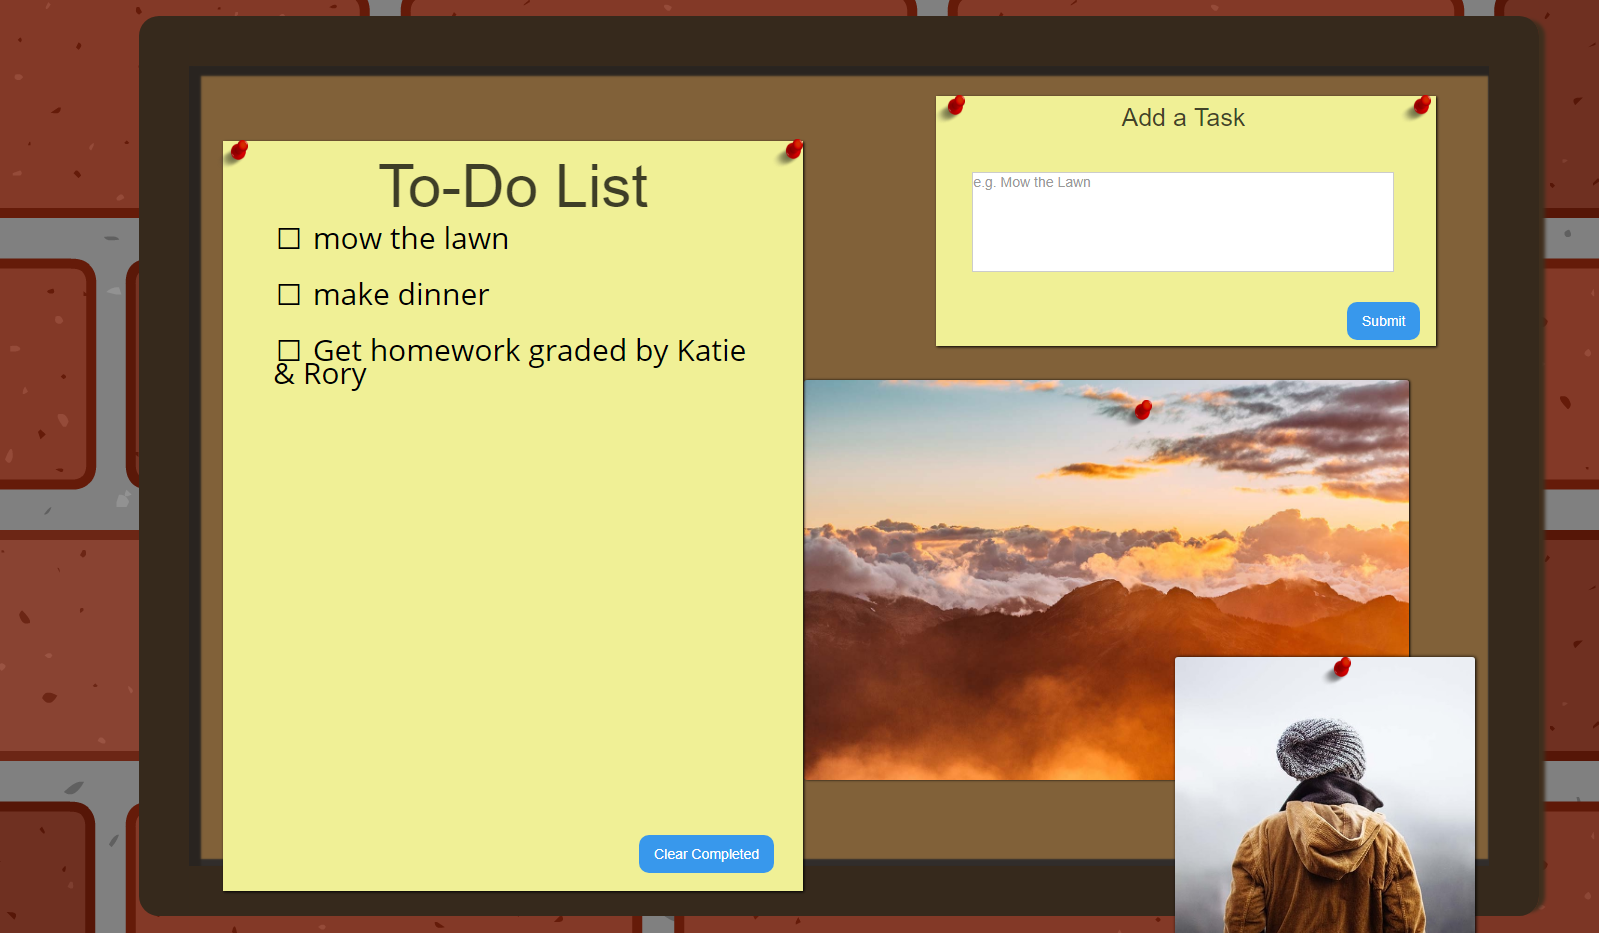 Add a Task
e.g. Mow the Lawn
Submit
To-Do List
☐ mow the lawn
☐ make dinner
☐ Get homework graded by Katie
& Rory
Clear Completed